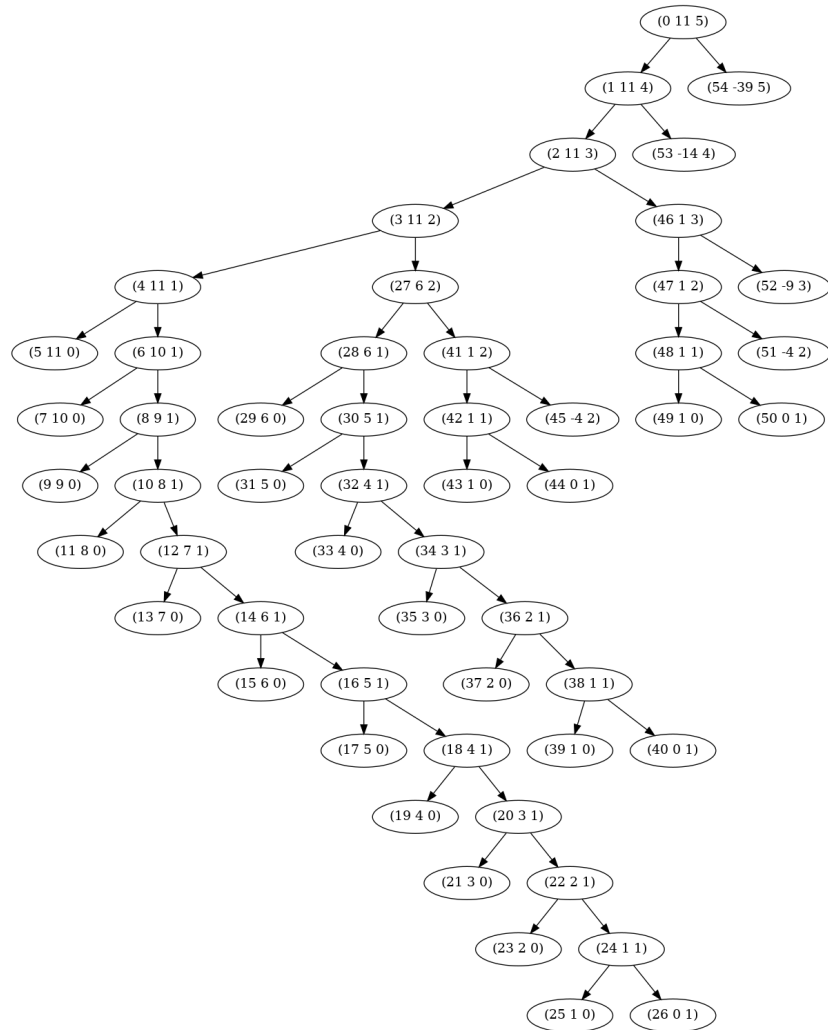 (0 11 5)
(1 11 4)
(54 -39 5)
(2 11 3)
(53 -14 4)
(3 11 2)
(46 1 3)
(4 11 1)
(27 6 2)
(47 1 2)
(52 -9 3)
(5 11 0)
(6 10 1)
(28 6 1)
(41 1 2)
(48 1 1)
(51 -4 2)
(7 10 0)
(8 9 1)
(29 6 0)
(30 5 1)
(42 1 1)
(45 -4 2)
(49 1 0)
(50 0 1)
(9 9 0)
(10 8 1)
(31 5 0)
(32 4 1)
(43 1 0)
(44 0 1)
(11 8 0)
(12 7 1)
(33 4 0)
(34 3 1)
(13 7 0)
(14 6 1)
(35 3 0)
(36 2 1)
(15 6 0)
(16 5 1)
(37 2 0)
(38 1 1)
(17 5 0)
(18 4 1)
(39 1 0)
(40 0 1)
(19 4 0)
(20 3 1)
(21 3 0)
(22 2 1)
(23 2 0)
(24 1 1)
(25 1 0)
(26 0 1)